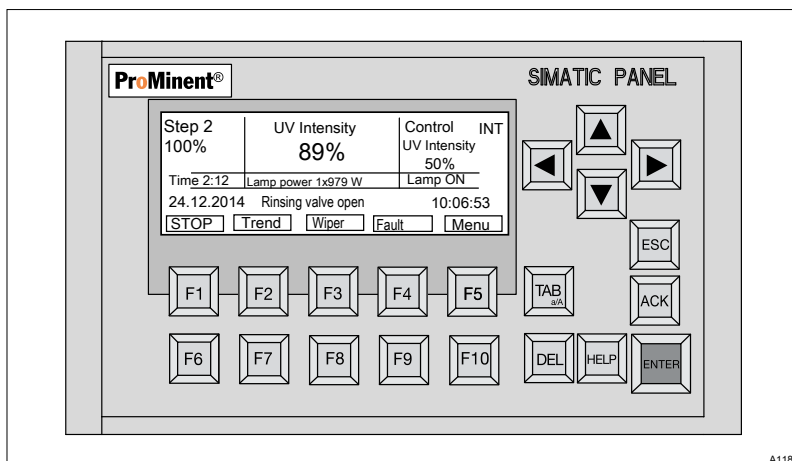 ProMinent®
SIMATIC PANEL
Step 2
100%
UV Intensity
89%
Control INT
UV Intensity
50%
Time 2:12
Lamp power 1x979 W
Lamp ON
24.12.2014 Rinsing valve open 10:06:53
STOP Trend Wiper Fault Menu
F1 F2 F3 F4 F5
TAB
a/A
ESC
ACK
F6 F7 F8 F9 F10
DEL HELP ENTER
A118